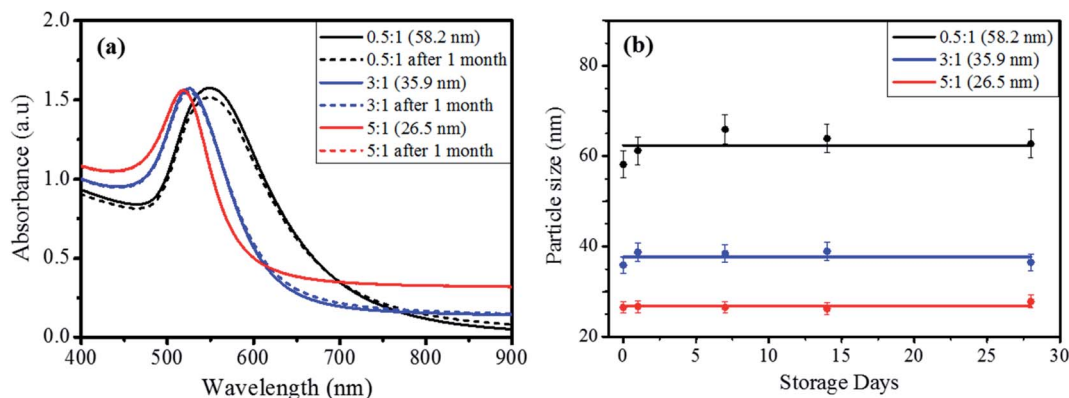 (a)
0.5:1 (58.2 nm)
0.5:1 after 1 month
3:1 (35.9 nm)
3:1 after 1 month
5:1 (26.5 nm)
5:1 after 1 month
2.0
1.5
1.0
0.5
0.0
Absorbance (a.u)
400 500 600 700 800 900
Wavelength (nm)
(b)
0.5:1 (58.2 nm)
3:1 (35.9 nm)
5:1 (26.5 nm)
80
60
40
20
Particle size (nm)
0 5 10 15 20 25 30
Storage Days